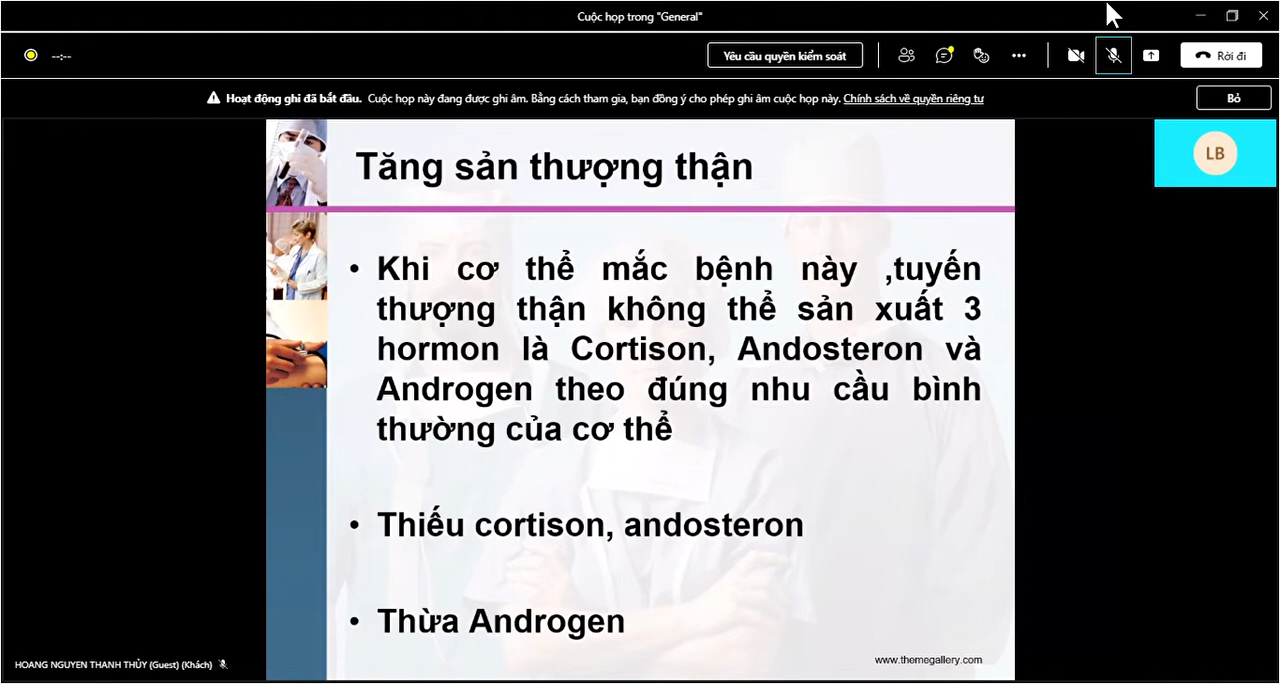 Cuộc họp trong "General"
--:--
Yêu cầu quyền kiểm soát
Rời đi
Hoạt động ghi đã bắt đầu. Cuộc họp này đang được ghi âm. Bằng cách tham gia, bạn đồng ý cho phép ghi âm cuộc họp này. Chính sách về quyền riêng tư
Bỏ
LB
Tăng sản thượng thận
• Khi cơ thể mắc bệnh này ,tuyến
thượng thận không thể sản xuất 3
hormon là Cortison, Andosteron và
Androgen theo đúng nhu cầu bình
thường của cơ thể
• Thiếu cortison, andosteron
• Thừa Androgen
www.themegallery.com
HOANG NGUYEN THANH THỦY (Guest) (Khách)